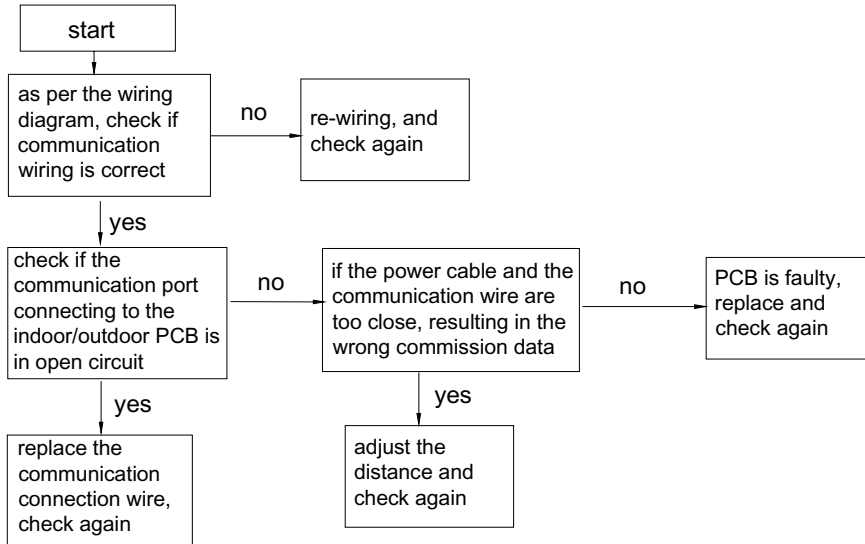 start
as per the wiring
diagram, check if
communication
wiring is correct
no
re-wiring, and
check again
yes
check if the
communication port
connecting to the
indoor/outdoor PCB is
in open circuit
no
if the power cable and the
communication wire are
too close, resulting in the
wrong commission data
no
PCB is faulty,
replace and
check again
yes
replace the
communication
connection wire,
check again
yes
adjust the
distance and
check again